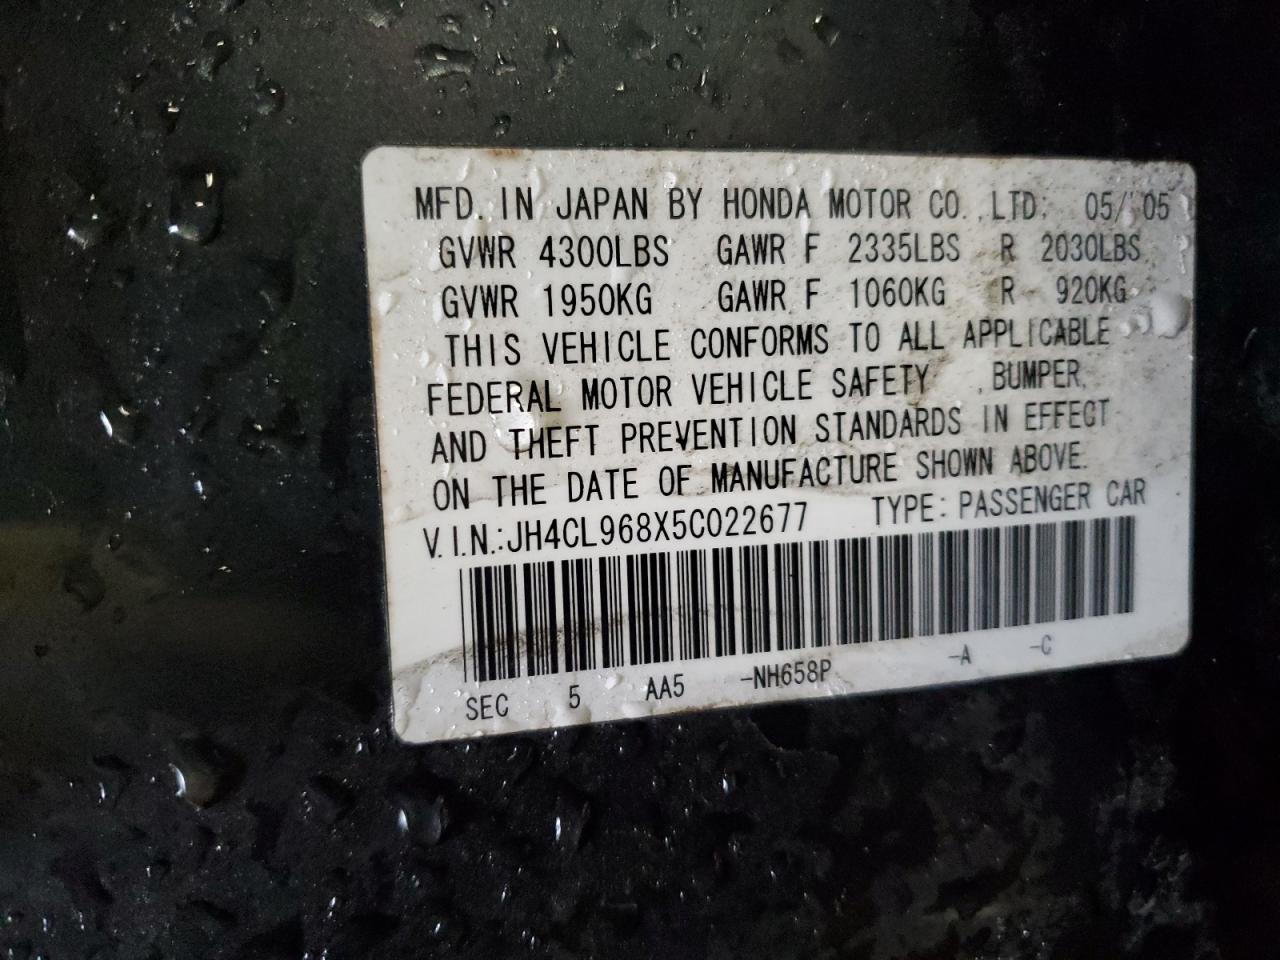 MFD. IN JAPAN BY HONDA MOTOR CO., LTD. 05/'05
GVWR 4300LBS GAWR F 2335LBS R 2030LBS
GVWR 1950KG GAWR F 1060KG R 920KG
THIS VEHICLE CONFORMS TO ALL APPLICABLE
FEDERAL MOTOR VEHICLE SAFETY , BUMPER,
AND THEFT PREVENTION STANDARDS IN EFFECT
ON THE DATE OF MANUFACTURE SHOWN ABOVE.
V.I.N.:JH4CL968X5C022677 TYPE: PASSENGER CAR
SEC 5 AA5 -NH658P -A -C